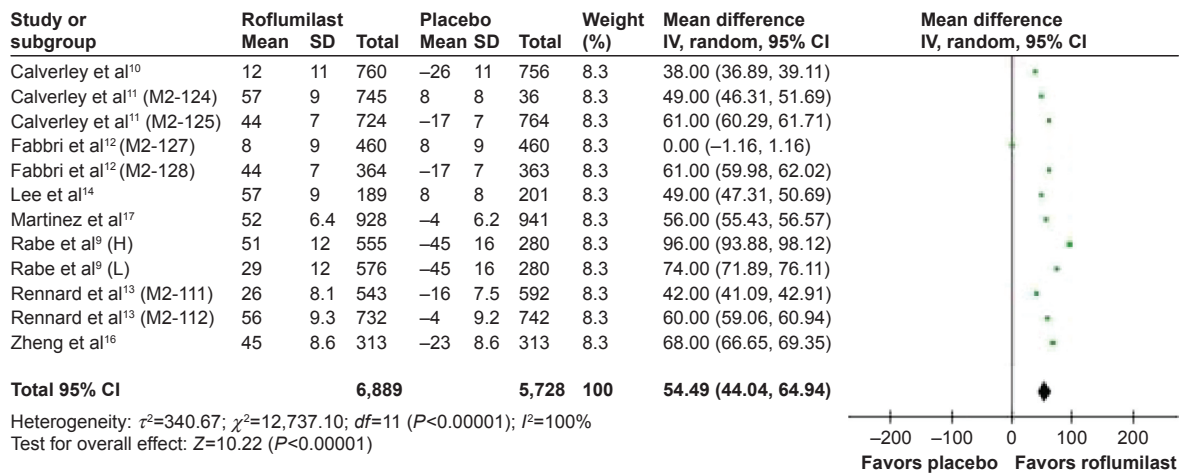 Study or subgroup Roflumilast Placebo Weight (%) Mean difference IV, random, 95% CI Mean difference IV, random, 95% CI
Mean SD Total Mean SD Total
Calverley et al¹⁰ 12 11 760 –26 11 756 8.3 38.00 (36.89, 39.11)
Calverley et al¹¹ (M2-124) 57 9 745 8 8 36 8.3 49.00 (46.31, 51.69)
Calverley et al¹¹ (M2-125) 44 7 724 –17 7 764 8.3 61.00 (60.29, 61.71)
Fabbri et al¹² (M2-127) 8 9 460 8 9 460 8.3 0.00 (–1.16, 1.16)
Fabbri et al¹² (M2-128) 44 7 364 –17 7 363 8.3 61.00 (59.98, 62.02)
Lee et al¹⁴ 57 9 189 8 8 201 8.3 49.00 (47.31, 50.69)
Martinez et al¹⁷ 52 6.4 928 –4 6.2 941 8.3 56.00 (55.43, 56.57)
Rabe et al⁹ (H) 51 12 555 –45 16 280 8.3 96.00 (93.88, 98.12)
Rabe et al⁹ (L) 29 12 576 –45 16 280 8.3 74.00 (71.89, 76.11)
Rennard et al¹³ (M2-111) 26 8.1 543 –16 7.5 592 8.3 42.00 (41.09, 42.91)
Rennard et al¹³ (M2-112) 56 9.3 732 –4 9.2 742 8.3 60.00 (59.06, 60.94)
Zheng et al¹⁶ 45 8.6 313 –23 8.6 313 8.3 68.00 (66.65, 69.35)
Total 95% CI 6,889 5,728 100 54.49 (44.04, 64.94)
Heterogeneity: τ²=340.67; χ²=12,737.10; df=11 (P<0.00001); I²=100%
Test for overall effect: Z=10.22 (P<0.00001)
–200 –100 0 100 200
Favors placebo Favors roflumilast